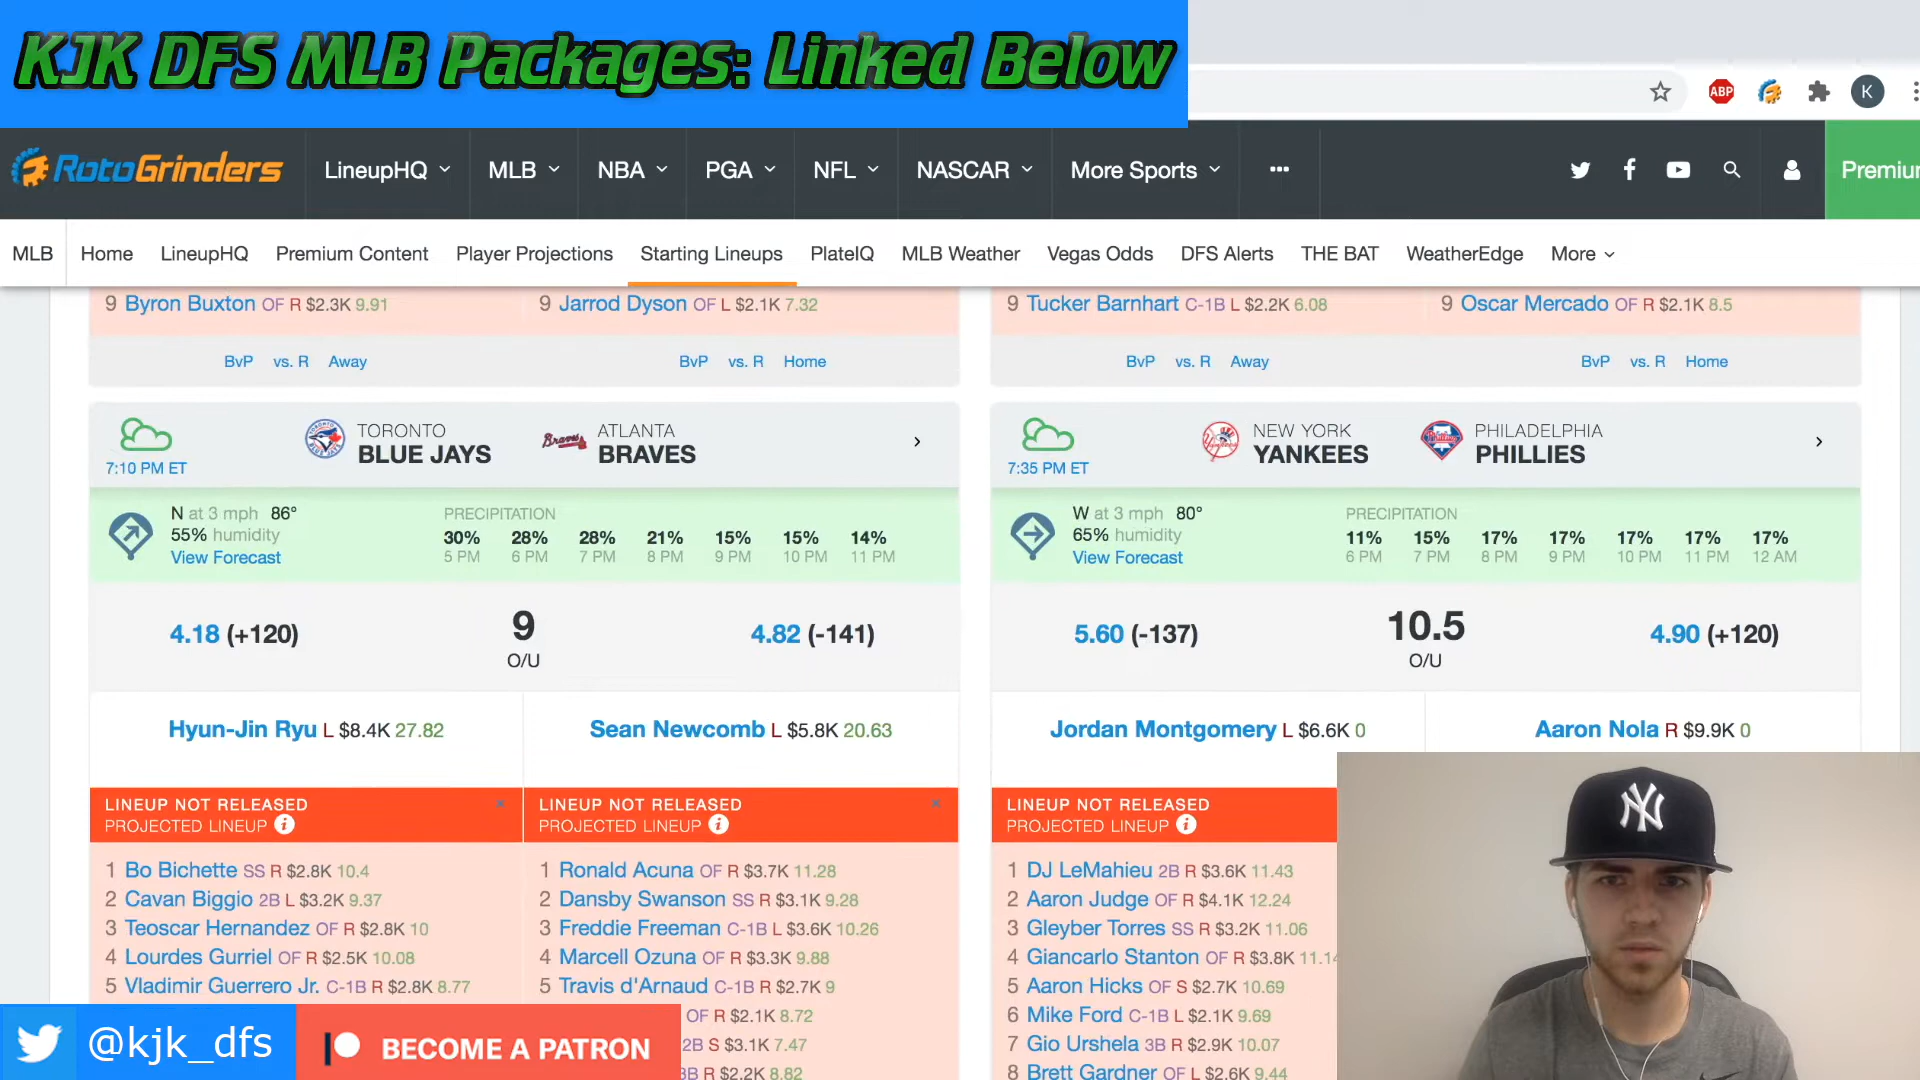 KJK DFS MLB Packages: Linked Below
ABP
K
RotoGrinders LineupHQ MLB NBA PGA NFL NASCAR More Sports ••• Premium
MLB Home LineupHQ Premium Content Player Projections Starting Lineups PlateIQ MLB Weather Vegas Odds DFS Alerts THE BAT WeatherEdge More
9 Byron Buxton OF R $2.3K 9.91
9 Jarrod Dyson OF L $2.1K 7.32
BvP vs. R Away
BvP vs. R Home
9 Tucker Barnhart C-1B L $2.2K 6.08
9 Oscar Mercado OF R $2.1K 8.5
BvP vs. R Away
BvP vs. R Home
7:10 PM ET
TORONTO
BLUE JAYS
Braves
ATLANTA
BRAVES
N at 3 mph 86°
55% humidity
View Forecast
PRECIPITATION
30% 28% 28% 21% 15% 15% 14%
5 PM 6 PM 7 PM 8 PM 9 PM 10 PM 11 PM
4.18 (+120)
9
O/U
4.82 (-141)
Hyun-Jin Ryu L $8.4K 27.82
Sean Newcomb L $5.8K 20.63
LINEUP NOT RELEASED
PROJECTED LINEUP i
1 Bo Bichette SS R $2.8K 10.4
2 Cavan Biggio 2B L $3.2K 9.37
3 Teoscar Hernandez OF R $2.8K 10
4 Lourdes Gurriel OF R $2.5K 10.08
5 Vladimir Guerrero Jr. C-1B R $2.8K 8.77
LINEUP NOT RELEASED
PROJECTED LINEUP i
1 Ronald Acuna OF R $3.7K 11.28
2 Dansby Swanson SS R $3.1K 9.28
3 Freddie Freeman C-1B L $3.6K 10.26
4 Marcell Ozuna OF R $3.3K 9.88
5 Travis d'Arnaud C-1B R $2.7K 9
OF R $2.1K 8.72
2B S $3.1K 7.47
3B R $2.2K 8.82
7:35 PM ET
NEW YORK
YANKEES
PHILADELPHIA
PHILLIES
W at 3 mph 80°
65% humidity
View Forecast
PRECIPITATION
11% 15% 17% 17% 17% 17% 17%
6 PM 7 PM 8 PM 9 PM 10 PM 11 PM 12 AM
5.60 (-137)
10.5
O/U
4.90 (+120)
Jordan Montgomery L $6.6K 0
Aaron Nola R $9.9K 0
LINEUP NOT RELEASED
PROJECTED LINEUP i
1 DJ LeMahieu 2B R $3.6K 11.43
2 Aaron Judge OF R $4.1K 12.24
3 Gleyber Torres SS R $3.2K 11.06
4 Giancarlo Stanton OF R $3.8K 11.14
5 Aaron Hicks OF S $2.7K 10.69
6 Mike Ford C-1B L $2.1K 9.69
7 Gio Urshela 3B R $2.9K 10.07
8 Brett Gardner OF L $2.6K 9.44
NY
@kjk_dfs
BECOME A PATRON